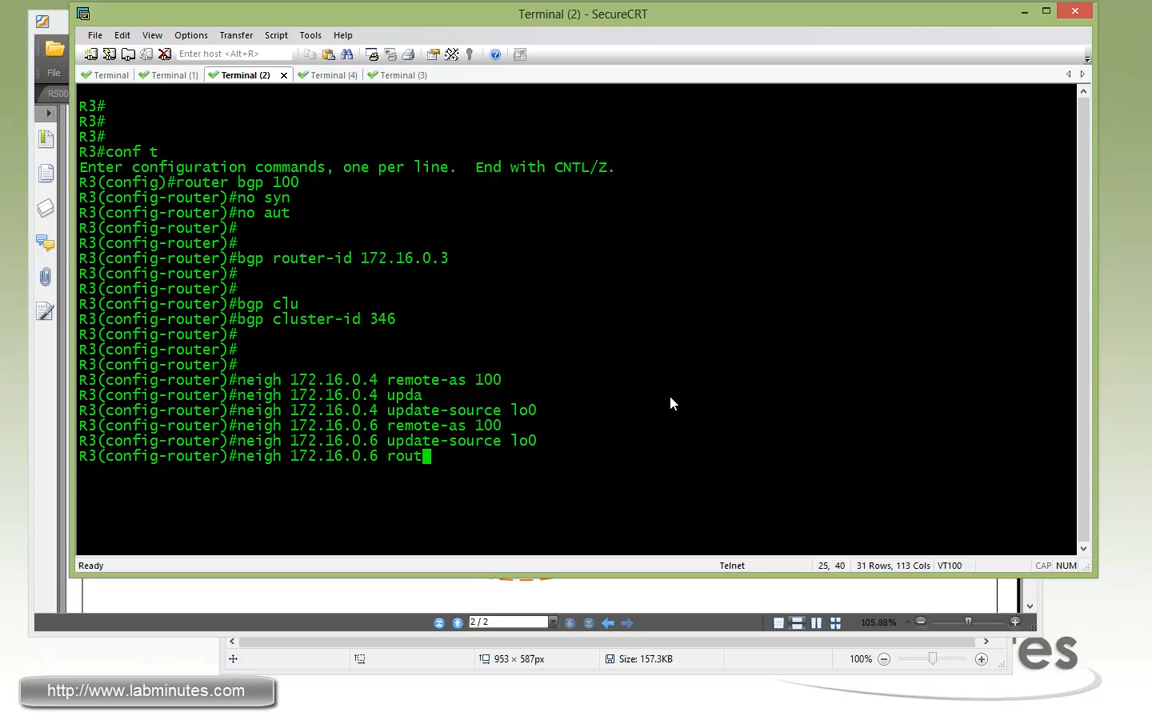 Terminal (2) - SecureCRT
File Edit View Options Transfer Script Tools Help
Enter host <Alt+R>
File
Terminal Terminal (1) Terminal (2) Terminal (4) Terminal (3)
RS00
R3#
R3#
R3#
R3#conf t
Enter configuration commands, one per line.  End with CNTL/Z.
R3(config)#router bgp 100
R3(config-router)#no syn
R3(config-router)#no aut
R3(config-router)#
R3(config-router)#
R3(config-router)#bgp router-id 172.16.0.3
R3(config-router)#
R3(config-router)#
R3(config-router)#bgp clu
R3(config-router)#bgp cluster-id 346
R3(config-router)#
R3(config-router)#
R3(config-router)#
R3(config-router)#neigh 172.16.0.4 remote-as 100
R3(config-router)#neigh 172.16.0.4 upda
R3(config-router)#neigh 172.16.0.4 update-source lo0
R3(config-router)#neigh 172.16.0.6 remote-as 100
R3(config-router)#neigh 172.16.0.6 update-source lo0
R3(config-router)#neigh 172.16.0.6 rout
Ready Telnet 25, 40 31 Rows, 113 Cols VT100 CAP NUM
2 / 2 105.88%
953 × 587px Size: 157.3KB 100%
http://www.labminutes.com